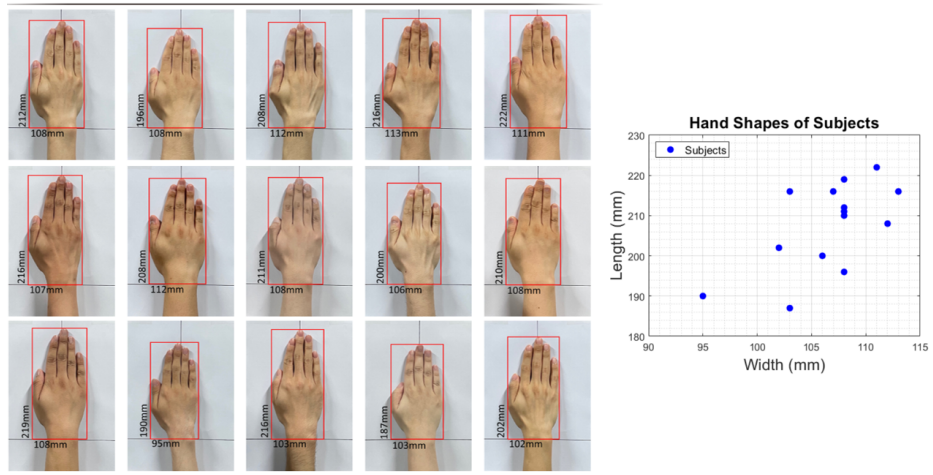 212mm
108mm
196mm
108mm
208mm
112mm
216mm
113mm
222mm
111mm
216mm
107mm
208mm
112mm
211mm
108mm
200mm
106mm
210mm
108mm
219mm
108mm
190mm
95mm
216mm
103mm
187mm
103mm
202mm
102mm
Hand Shapes of Subjects
Subjects
Length (mm)
230
220
210
200
190
180
90
95
100
105
110
115
Width (mm)